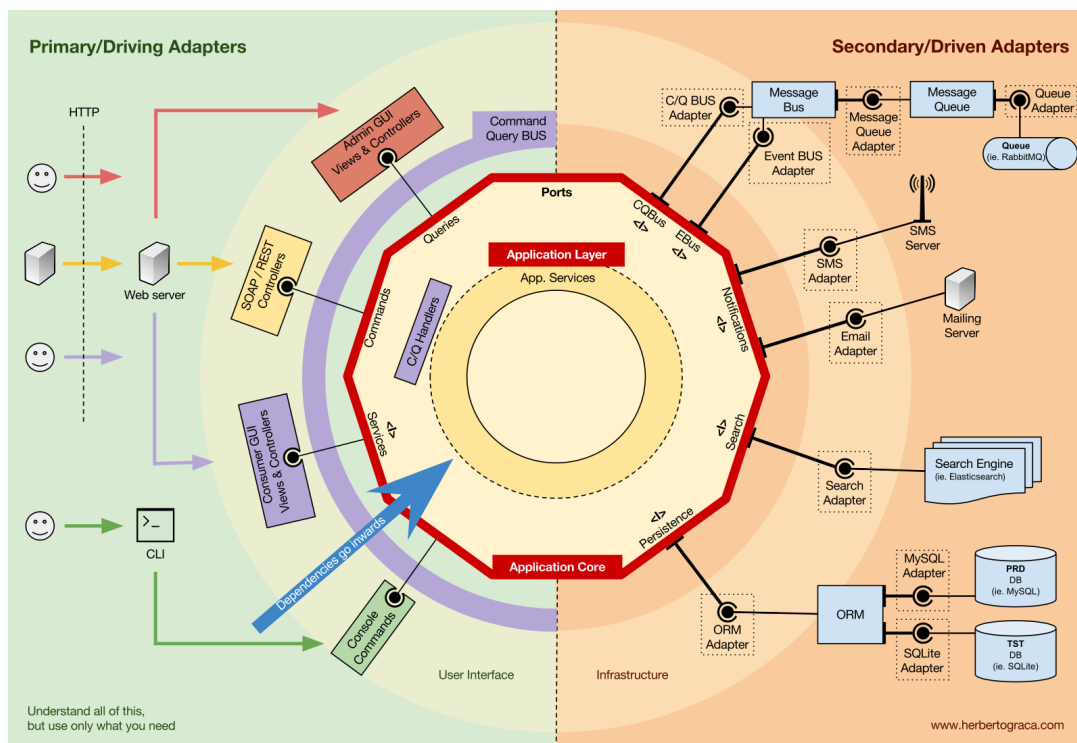 Primary/Driving Adapters
Secondary/Driven Adapters
HTTP
Web server
CLI
Admin GUI
Views & Controllers
SOAP / REST
Controllers
Consumer GUI
Views & Controllers
Console
Commands
Command
Query BUS
Dependencies go inwards
Ports
Queries
Commands
Services
</>
C/Q Handlers
Application Layer
App. Services
Application Core
CQBus
</>
EBus
</>
Notifications
</>
Search
</>
Persistence
</>
C/Q BUS
Adapter
Message
Bus
Event BUS
Adapter
Message
Queue
Adapter
Message
Queue
Queue
Adapter
Queue
(ie. RabbitMQ)
SMS
Server
SMS
Adapter
Mailing
Server
Email
Adapter
Search Engine
(ie. Elasticsearch)
Search
Adapter
MySQL
Adapter
PRD
DB
(ie. MySQL)
ORM
Adapter
ORM
SQLite
Adapter
TST
DB
(ie. SQLite)
User Interface
Infrastructure
Understand all of this,
but use only what you need
www.herbertograca.com